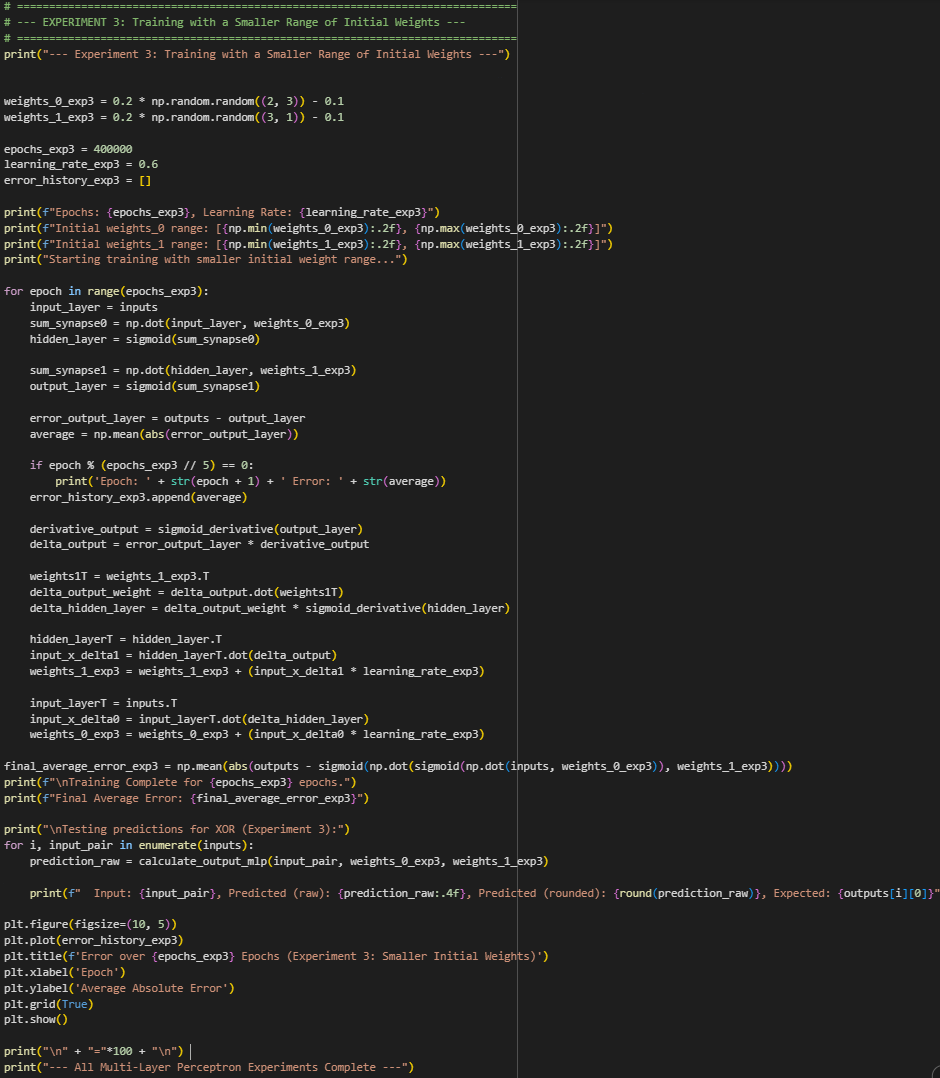 # ==============================================================================
# --- EXPERIMENT 3: Training with a Smaller Range of Initial Weights ---
# ==============================================================================
print("--- Experiment 3: Training with a Smaller Range of Initial Weights ---")
weights_0_exp3 = 0.2 * np.random.random((2, 3)) - 0.1
weights_1_exp3 = 0.2 * np.random.random((3, 1)) - 0.1
epochs_exp3 = 400000
learning_rate_exp3 = 0.6
error_history_exp3 = []
print(f"Epochs: {epochs_exp3}, Learning Rate: {learning_rate_exp3}")
print(f"Initial weights_0 range: [{np.min(weights_0_exp3):.2f}, {np.max(weights_0_exp3):.2f}]")
print(f"Initial weights_1 range: [{np.min(weights_1_exp3):.2f}, {np.max(weights_1_exp3):.2f}]")
print("Starting training with smaller initial weight range...")
for epoch in range(epochs_exp3):
    input_layer = inputs
    sum_synapse0 = np.dot(input_layer, weights_0_exp3)
    hidden_layer = sigmoid(sum_synapse0)
    sum_synapse1 = np.dot(hidden_layer, weights_1_exp3)
    output_layer = sigmoid(sum_synapse1)
    error_output_layer = outputs - output_layer
    average = np.mean(abs(error_output_layer))
    if epoch % (epochs_exp3 // 5) == 0:
        print('Epoch: ' + str(epoch + 1) + ' Error: ' + str(average))
    error_history_exp3.append(average)
    derivative_output = sigmoid_derivative(output_layer)
    delta_output = error_output_layer * derivative_output
    weights1T = weights_1_exp3.T
    delta_output_weight = delta_output.dot(weights1T)
    delta_hidden_layer = delta_output_weight * sigmoid_derivative(hidden_layer)
    hidden_layerT = hidden_layer.T
    input_x_delta1 = hidden_layerT.dot(delta_output)
    weights_1_exp3 = weights_1_exp3 + (input_x_delta1 * learning_rate_exp3)
    input_layerT = inputs.T
    input_x_delta0 = input_layerT.dot(delta_hidden_layer)
    weights_0_exp3 = weights_0_exp3 + (input_x_delta0 * learning_rate_exp3)
final_average_error_exp3 = np.mean(abs(outputs - sigmoid(np.dot(sigmoid(np.dot(inputs, weights_0_exp3)), weights_1_exp3))))
print(f"\nTraining Complete for {epochs_exp3} epochs.")
print(f"Final Average Error: {final_average_error_exp3}")
print("\nTesting predictions for XOR (Experiment 3):")
for i, input_pair in enumerate(inputs):
    prediction_raw = calculate_output_mlp(input_pair, weights_0_exp3, weights_1_exp3)
    print(f"  Input: {input_pair}, Predicted (raw): {prediction_raw:.4f}, Predicted (rounded): {round(prediction_raw)}, Expected: {outputs[i][0]}"
plt.figure(figsize=(10, 5))
plt.plot(error_history_exp3)
plt.title(f'Error over {epochs_exp3} Epochs (Experiment 3: Smaller Initial Weights)')
plt.xlabel('Epoch')
plt.ylabel('Average Absolute Error')
plt.grid(True)
plt.show()
print("\n" + "="*100 + "\n")
print("--- All Multi-Layer Perceptron Experiments Complete ---")